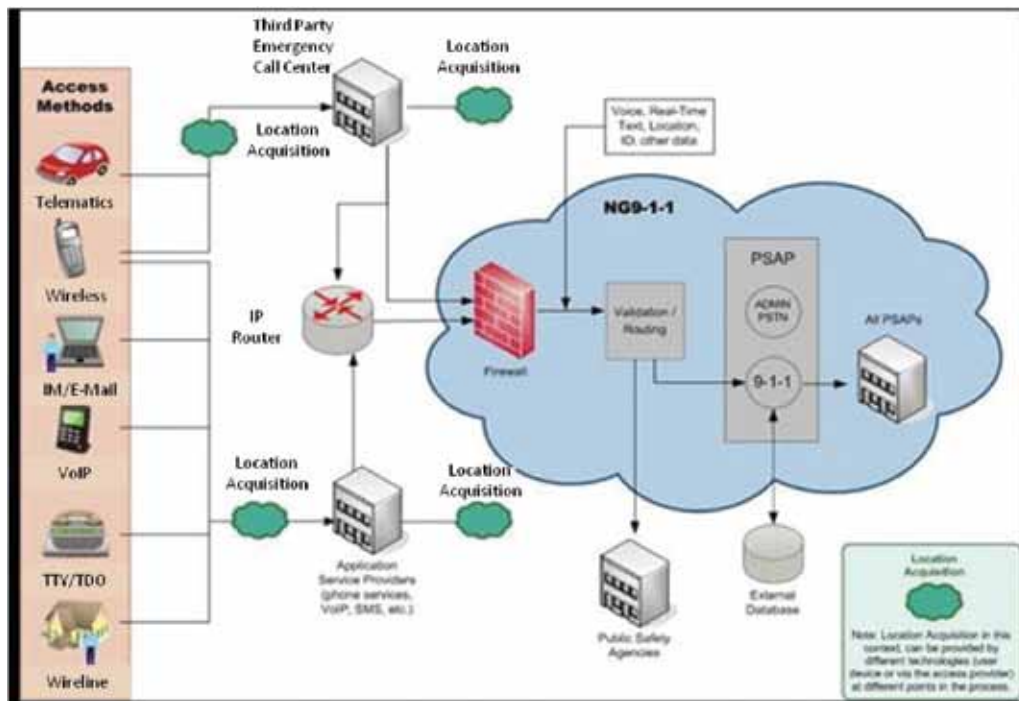 Third Party
Emergency
Call Center
Location
Acquisition
Access
Methods
Location
Acquisition
Voice, Real-Time
Text, Location,
ID, other data
Telematics
NG9-1-1
PSAP
Wireless
IP
Router
ADMIN
PSTN
Validation /
Routing
All PSAPs
Firewall
9-1-1
IM/E-Mail
VoIP
Location
Acquisition
Location
Acquisition
TTY/TDO
Application
Service Providers
(phone services,
VoIP, SMS, etc.)
External
Database
Public Safety
Agencies
Wireline
Location
Acquisition
Note: Location Acquisition in this
context, can be provided by
different technologies (user
device or via the access provider)
at different points in the process.